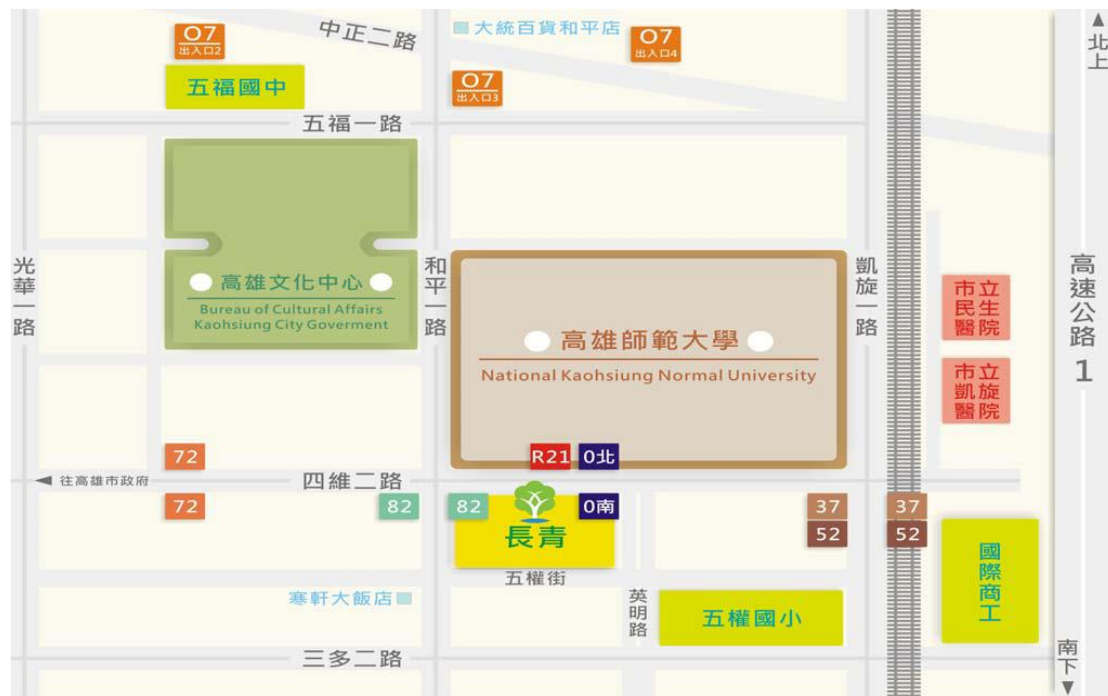 O7
出入口2
中正二路
大統百貨和平店
O7
出入口4
北上
五福國中
O7
出入口3
五福一路
光華一路
高雄文化中心
Bureau of Cultural Affairs
Kaohsiung City Goverment
和平一路
高雄師範大學
National Kaohsiung Normal University
凱旋一路
市立
民生
醫院
市立
凱旋
醫院
高速公路
1
72
R21
0北
往高雄市政府
四維二路
72
82
82
0南
37
37
52
52
長青
五權街
國際商工
寒軒大飯店
英明路
五權國小
三多二路
南下